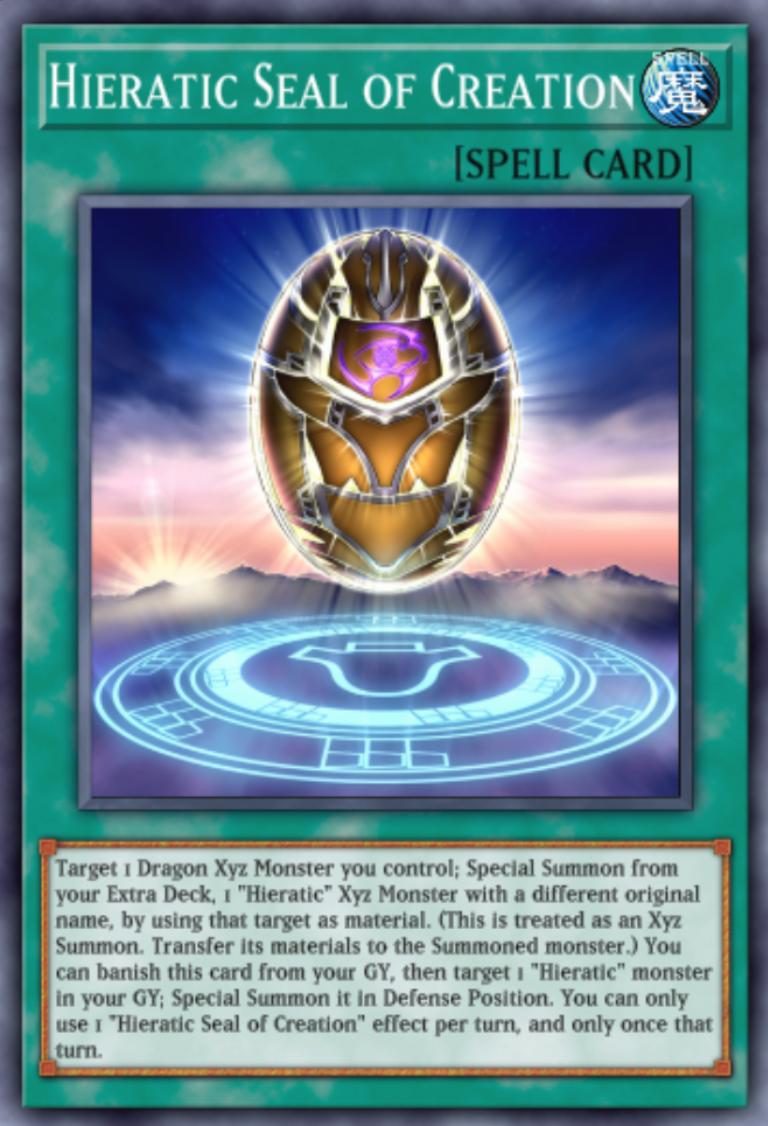 HIERATIC SEAL OF CREATION
SPELL
魔
[SPELL CARD]
Target 1 Dragon Xyz Monster you control; Special Summon from
your Extra Deck, 1 "Hieratic" Xyz Monster with a different original
name, by using that target as material. (This is treated as an Xyz
Summon. Transfer its materials to the Summoned monster.) You
can banish this card from your GY, then target 1 "Hieratic" monster
in your GY; Special Summon it in Defense Position. You can only
use 1 "Hieratic Seal of Creation" effect per turn, and only once that
turn.